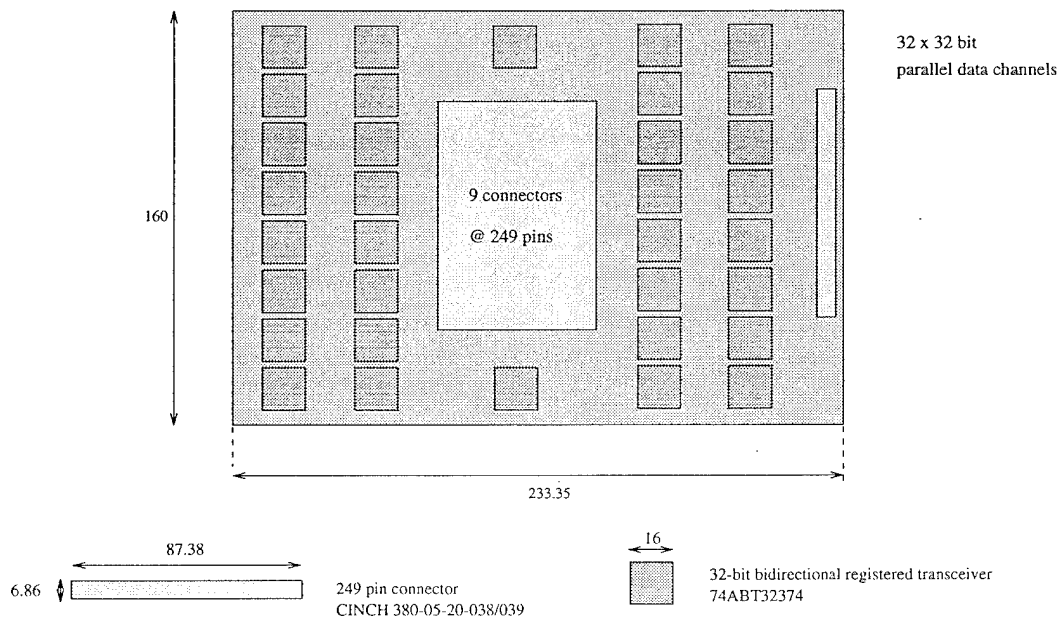 32 x 32 bit
parallel data channels
9 connectors
@ 249 pins
160
233.35
87.38
6.86
249 pin connector
CINCH 380-05-20-038/039
16
32-bit bidirectional registered transceiver
74ABT32374